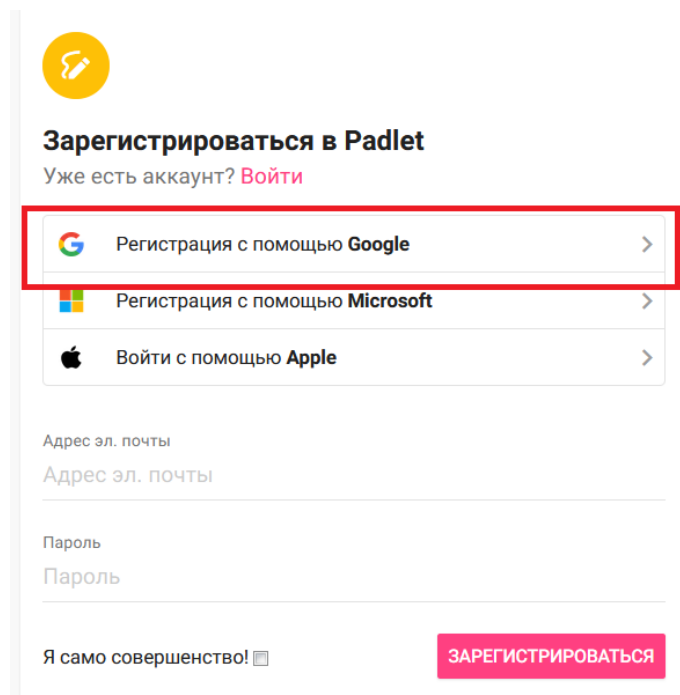 Зарегистрироваться в Padlet
Уже есть аккаунт? Войти
Регистрация с помощью Google
Регистрация с помощью Microsoft
Войти с помощью Apple
Адрес эл. почты
Адрес эл. почты
Пароль
Пароль
Я само совершенство!
ЗАРЕГИСТРИРОВАТЬСЯ